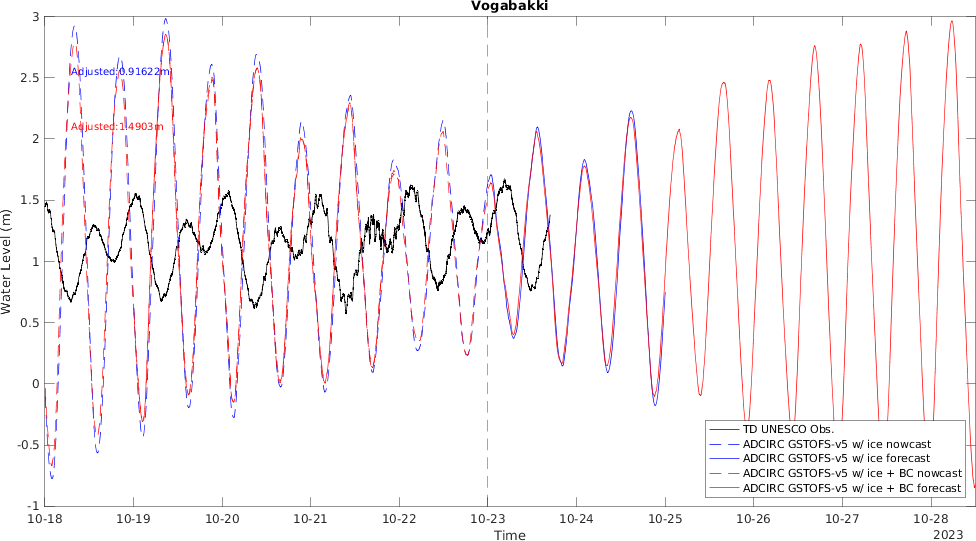 Vogabakki
3
2.5
2
1.5
1
0.5
0
-0.5
-1
Water Level (m)
Adjusted:0.91622m
Adjusted:1.4903m
TD UNESCO Obs.
ADCIRC GSTOFS-v5 w/ ice nowcast
ADCIRC GSTOFS-v5 w/ ice forecast
ADCIRC GSTOFS-v5 w/ ice + BC nowcast
ADCIRC GSTOFS-v5 w/ ice + BC forecast
10-18 10-19 10-20 10-21 10-22 10-23 10-24 10-25 10-26 10-27 10-28
Time
2023